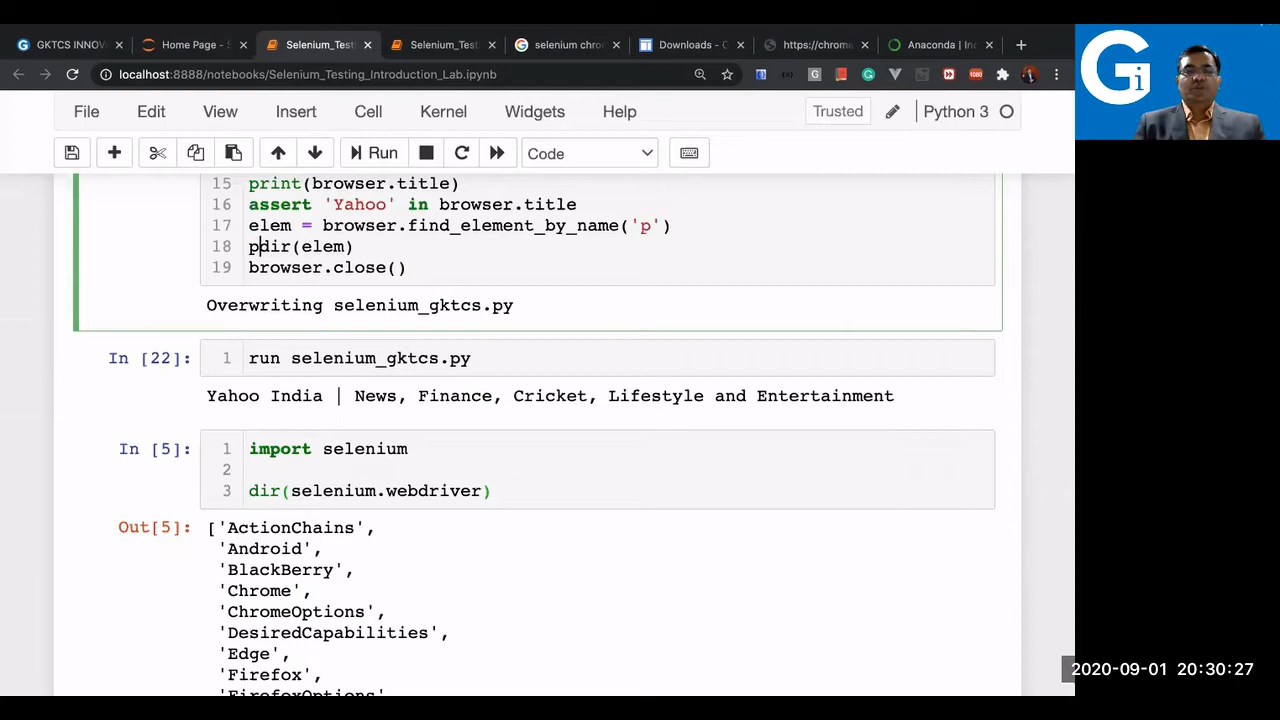 GKTCS INNOV
Home Page - S
Selenium_Test
Selenium_Test
selenium chro
Downloads - C
https://chrome
Anaconda | Inc
localhost:8888/notebooks/Selenium_Testing_Introduction_Lab.ipynb
File Edit View Insert Cell Kernel Widgets Help Trusted Python 3
Run Code
15 print(browser.title)
16 assert 'Yahoo' in browser.title
17 elem = browser.find_element_by_name('p')
18 pdir(elem)
19 browser.close()
Overwriting selenium_gktcs.py
In [22]: 1 run selenium_gktcs.py
Yahoo India | News, Finance, Cricket, Lifestyle and Entertainment
In [5]: 1 import selenium
2
3 dir(selenium.webdriver)
Out[5]: ['ActionChains',
'Android',
'BlackBerry',
'Chrome',
'ChromeOptions',
'DesiredCapabilities',
'Edge',
'Firefox',
'FirefoxOptions'
Gi
2020-09-01 20:30:27